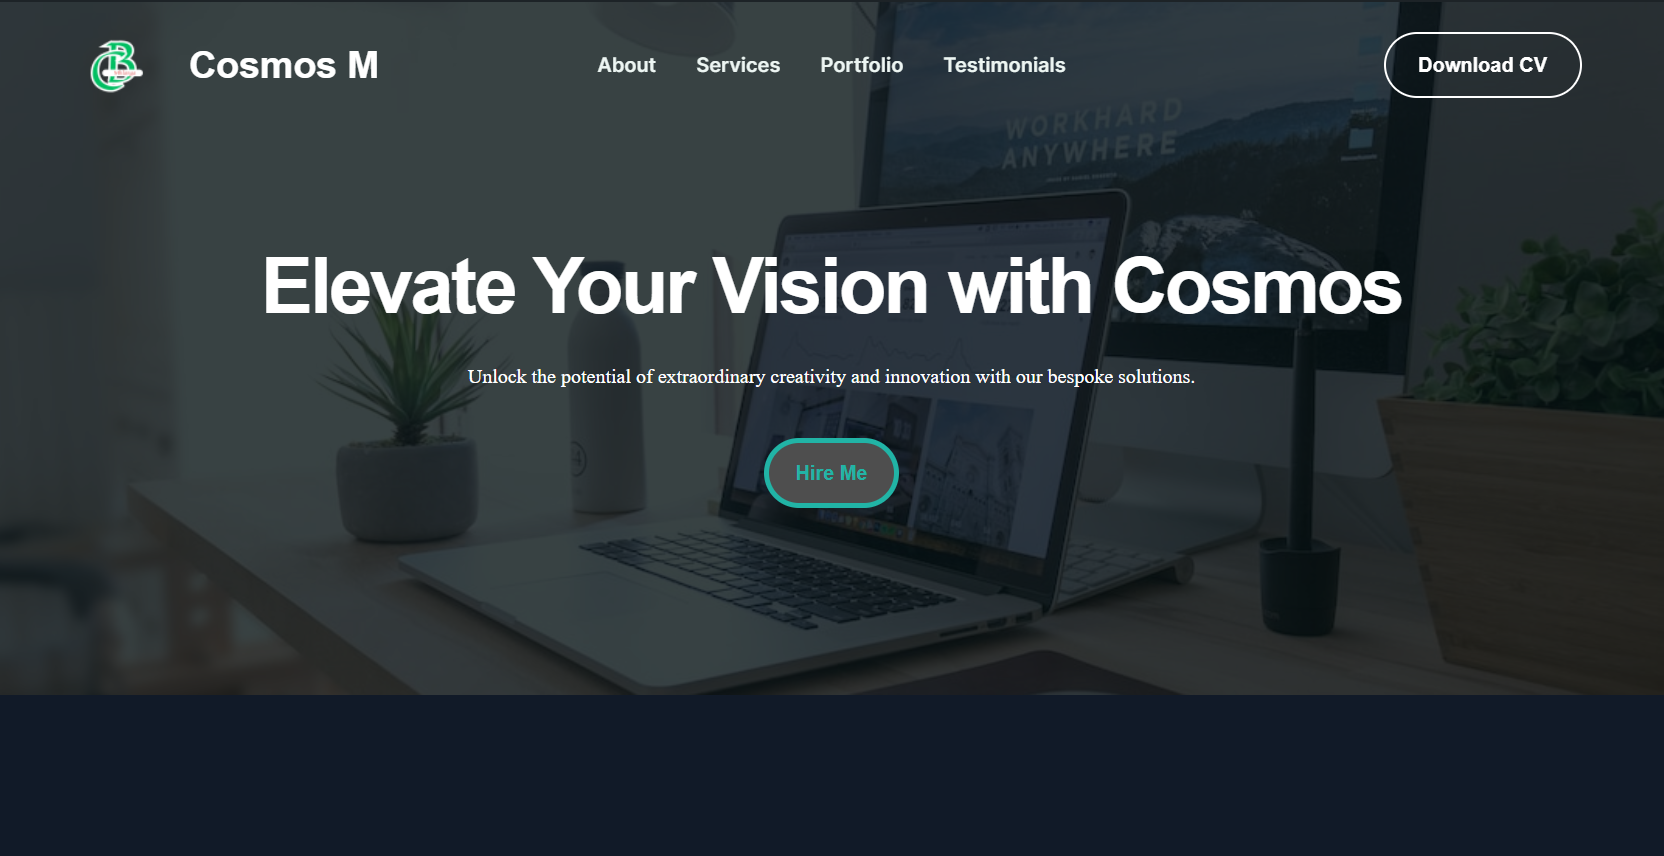 Cosmos M
About
Services
Portfolio
Testimonials
Download CV
WORKHARD
ANYWHERE
Elevate Your Vision with Cosmos
Unlock the potential of extraordinary creativity and innovation with our bespoke solutions.
Hire Me